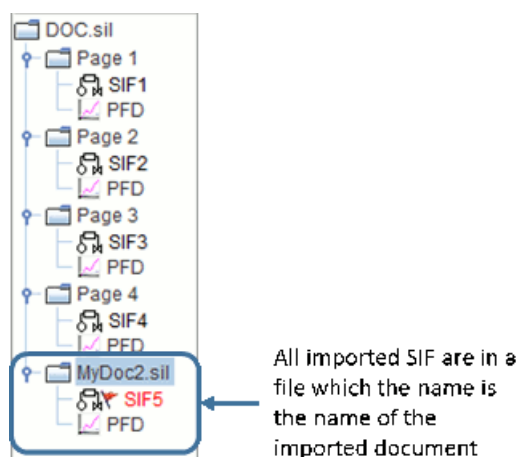 DOC.sil
Page 1
SIF1
PFD
Page 2
SIF2
PFD
Page 3
SIF3
PFD
Page 4
SIF4
PFD
MyDoc2.sil
SIF5
PFD
All imported SIF are in a
file which the name is
the name of the
imported document